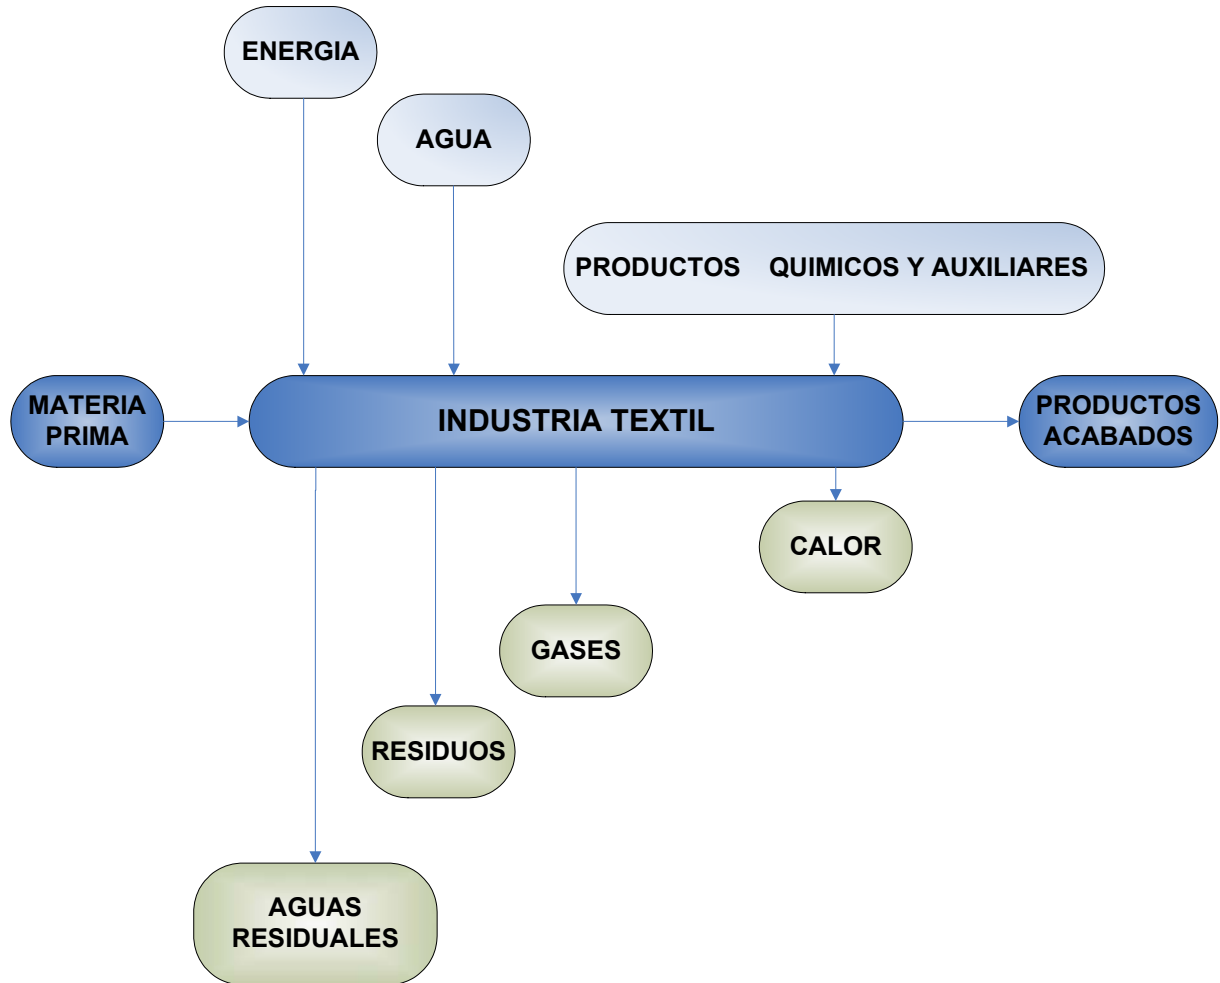 ENERGIA
AGUA
PRODUCTOS QUIMICOS Y AUXILIARES
MATERIA
PRIMA
INDUSTRIA TEXTIL
PRODUCTOS
ACABADOS
CALOR
GASES
RESIDUOS
AGUAS
RESIDUALES